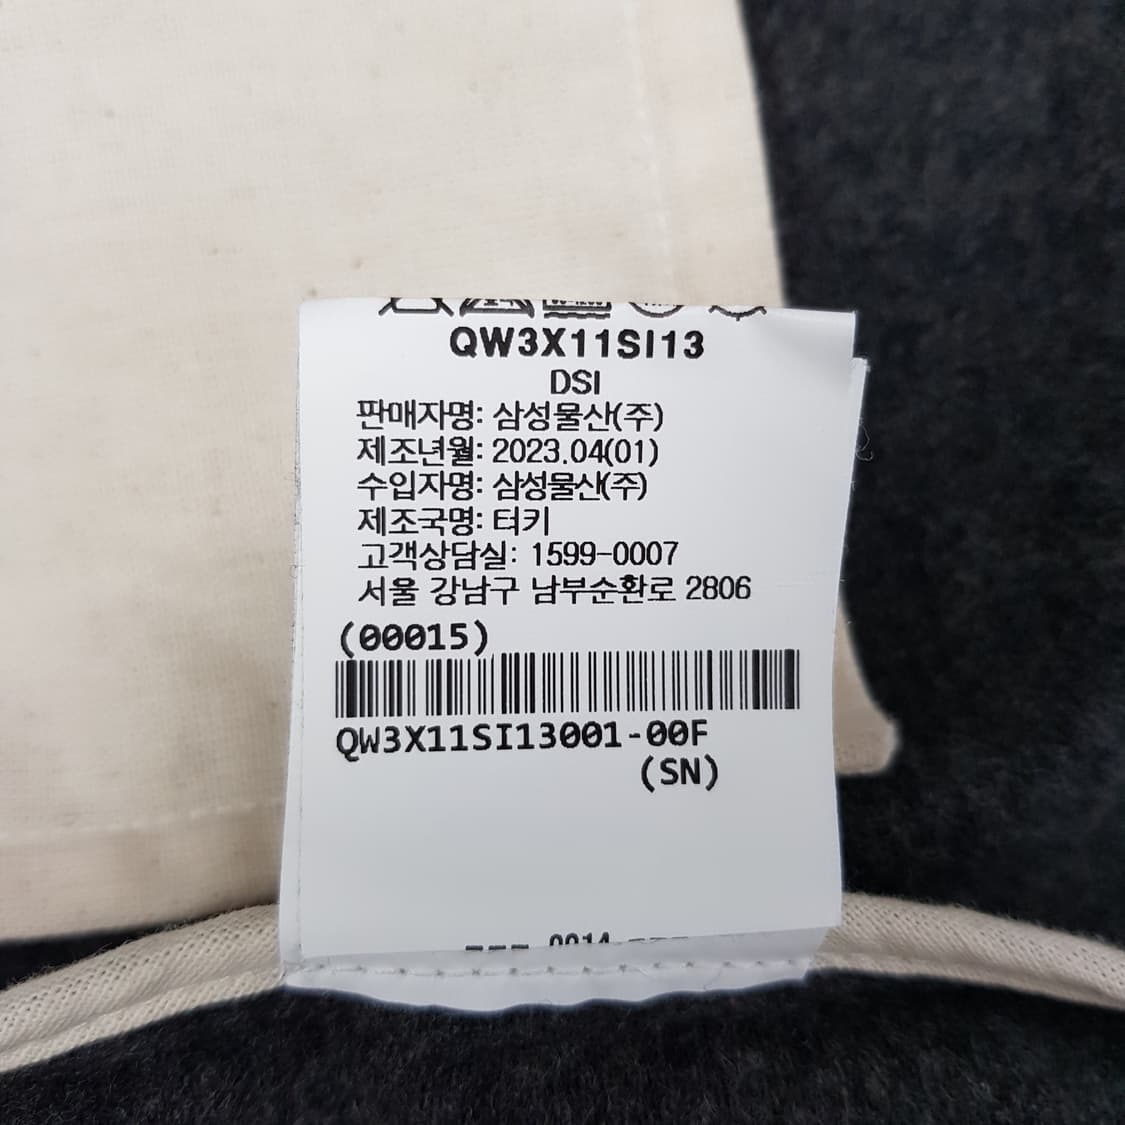 QW3X11SI13
DSI
판매자명: 삼성물산(주)
제조년월: 2023.04(01)
수입자명: 삼성물산(주)
제조국명: 터키
고객상담실: 1599-0007
서울 강남구 남부순환로 2806
(00015)
QW3X11SI13001-00F
(SN)